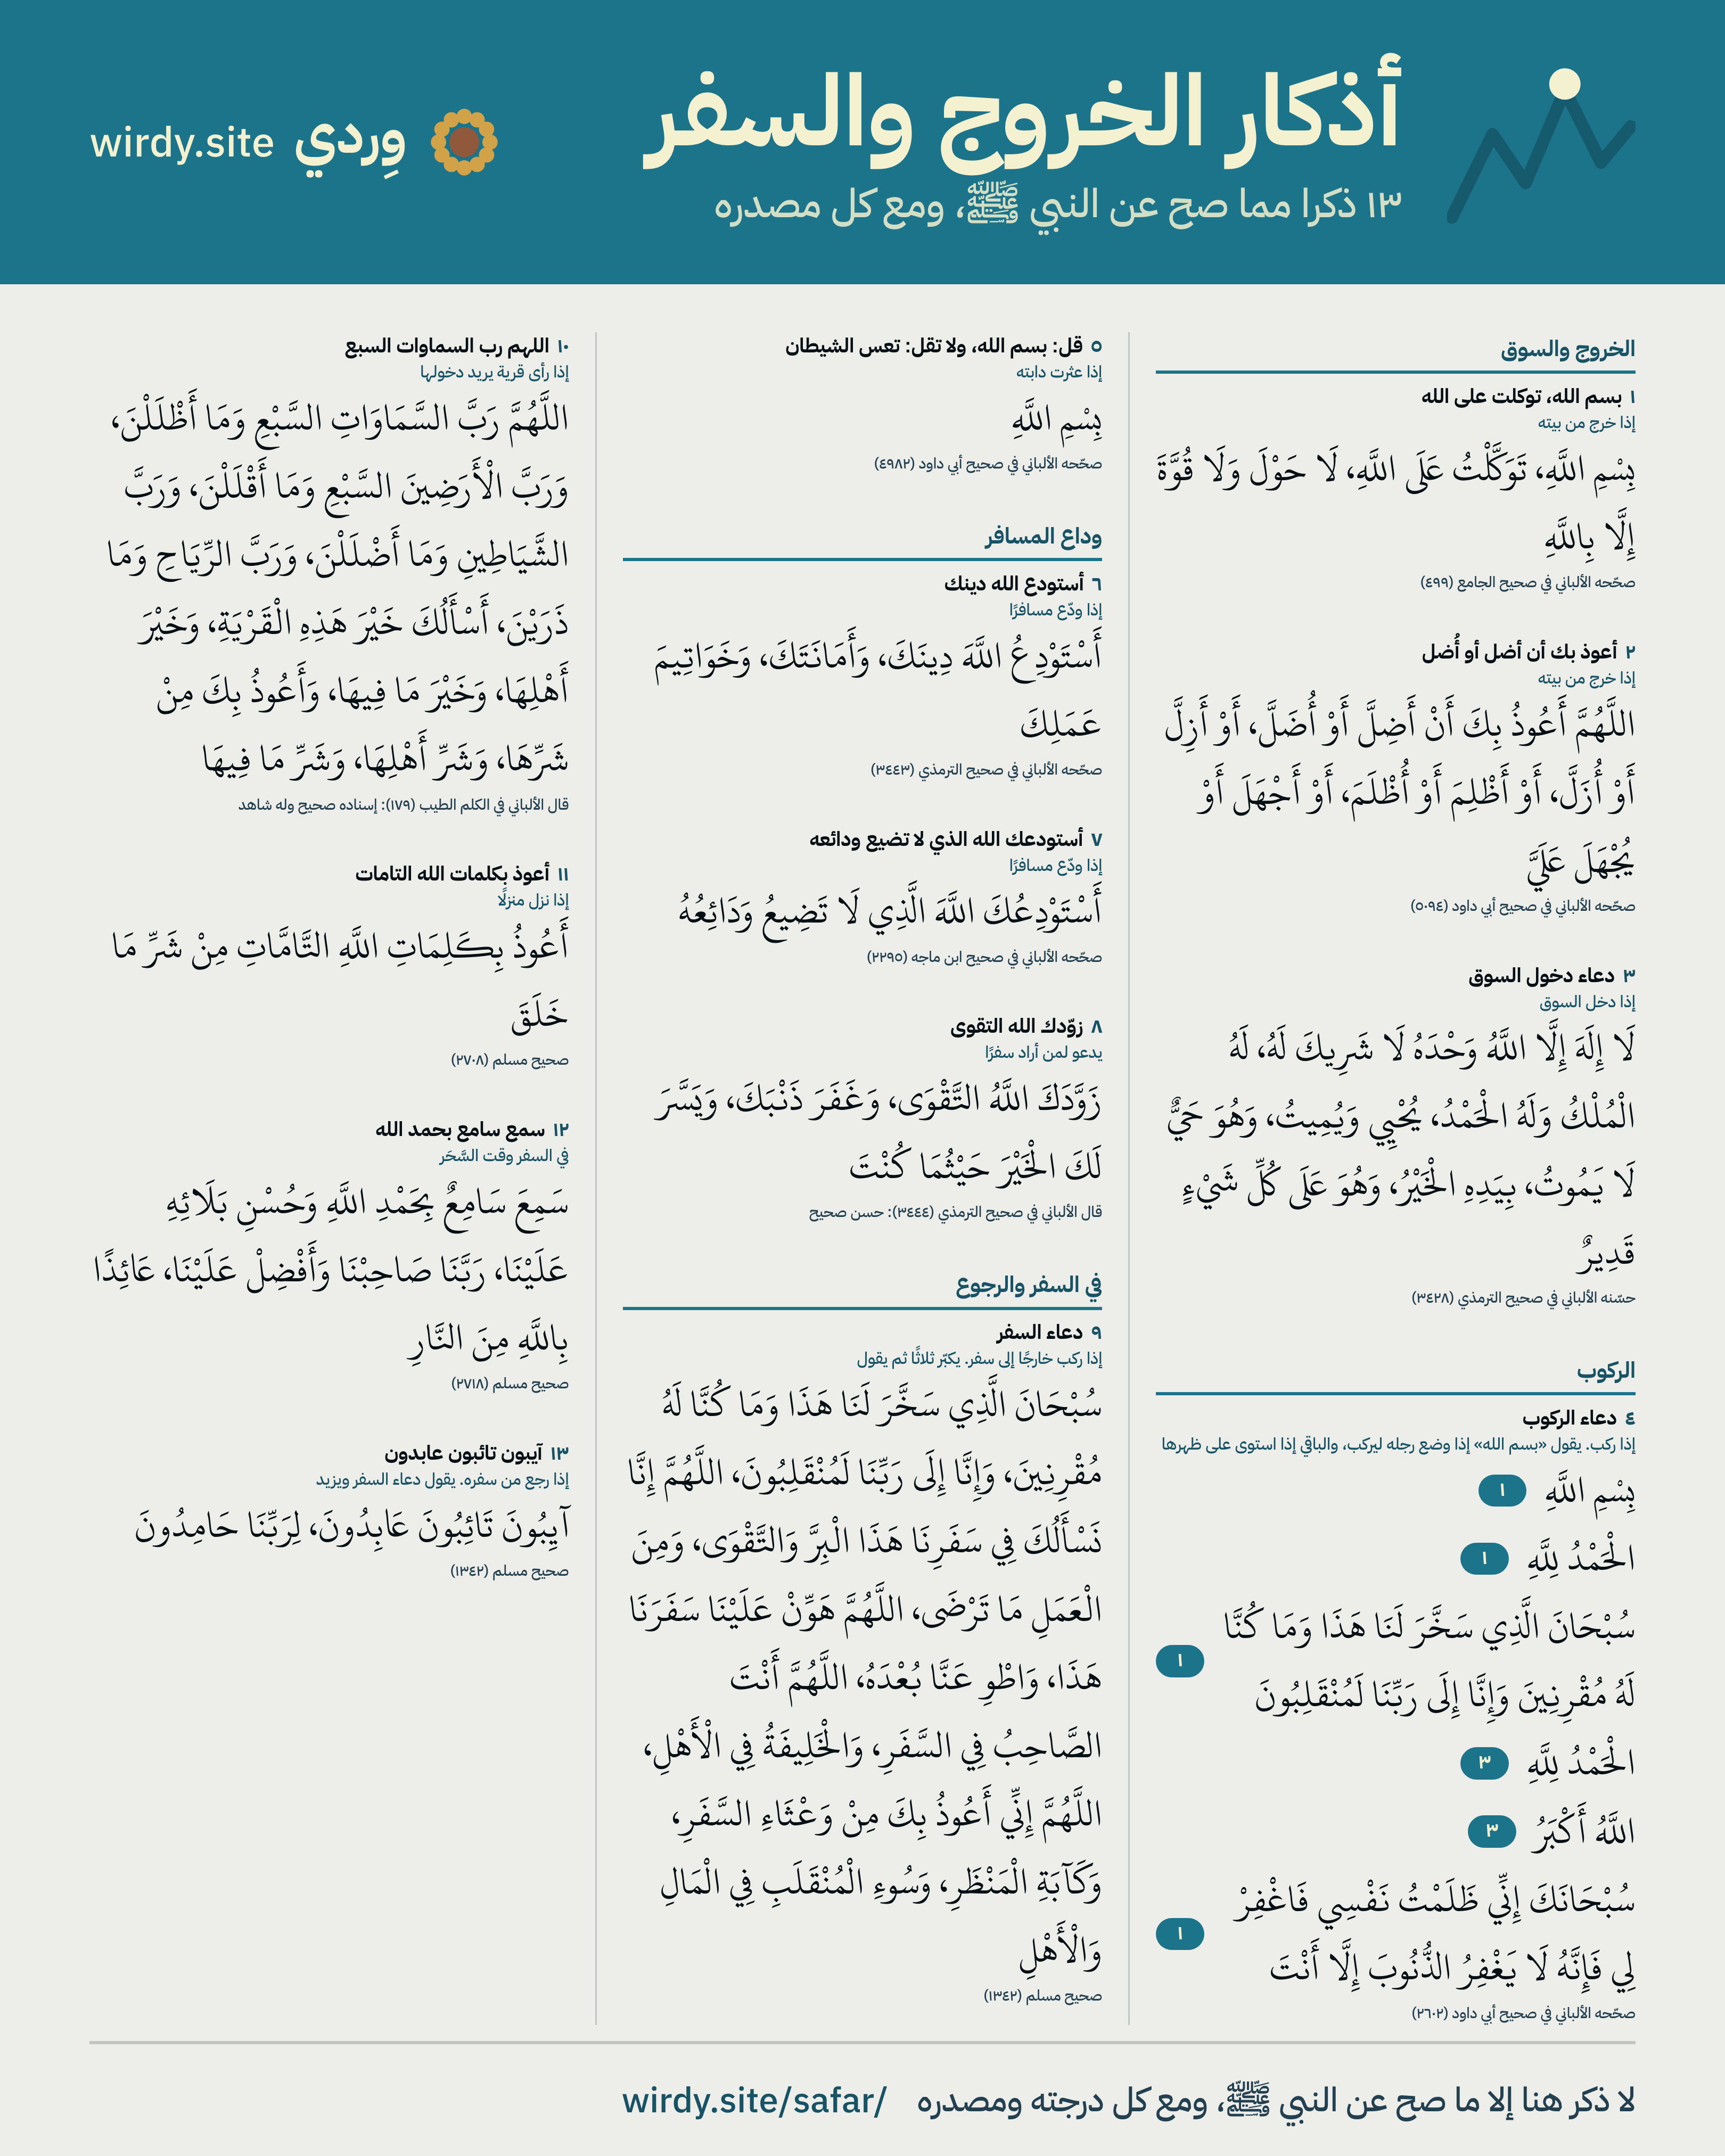 أذكار الخروج والسفر
١٣ ذكرا مما صح عن النبي ﷺ، ومع كل مصدره
وِردي wirdy.site
الخروج والسوق
١ بسم الله، توكلت على الله
إذا خرج من بيته
بِسْمِ اللَّهِ، تَوَكَّلْتُ عَلَى اللَّهِ، لَا حَوْلَ وَلَا قُوَّةَ
إِلَّا بِاللَّهِ
صحّحه الألباني في صحيح الجامع (٤٩٩)
٢ أعوذ بك أن أضل أو أُضل
إذا خرج من بيته
اللَّهُمَّ أَعُوذُ بِكَ أَنْ أَضِلَّ أَوْ أُضَلَّ، أَوْ أَزِلَّ
أَوْ أُزَلَّ، أَوْ أَظْلِمَ أَوْ أُظْلَمَ، أَوْ أَجْهَلَ أَوْ
يُجْهَلَ عَلَيَّ
صحّحه الألباني في صحيح أبي داود (٥٠٩٤)
٣ دعاء دخول السوق
إذا دخل السوق
لَا إِلَهَ إِلَّا اللَّهُ وَحْدَهُ لَا شَرِيكَ لَهُ، لَهُ
الْمُلْكُ وَلَهُ الْحَمْدُ، يُحْيِي وَيُمِيتُ، وَهُوَ حَيٌّ
لَا يَمُوتُ، بِيَدِهِ الْخَيْرُ، وَهُوَ عَلَى كُلِّ شَيْءٍ
قَدِيرٌ
حسّنه الألباني في صحيح الترمذي (٣٤٢٨)
الركوب
٤ دعاء الركوب
إذا ركب. يقول «بسم الله» إذا وضع رجله ليركب، والباقي إذا استوى على ظهرها
بِسْمِ اللَّهِ ١
الْحَمْدُ لِلَّهِ ١
سُبْحَانَ الَّذِي سَخَّرَ لَنَا هَذَا وَمَا كُنَّا
لَهُ مُقْرِنِينَ وَإِنَّا إِلَى رَبِّنَا لَمُنْقَلِبُونَ ١
الْحَمْدُ لِلَّهِ ٣
اللَّهُ أَكْبَرُ ٣
سُبْحَانَكَ إِنِّي ظَلَمْتُ نَفْسِي فَاغْفِرْ
لِي فَإِنَّهُ لَا يَغْفِرُ الذُّنُوبَ إِلَّا أَنْتَ ١
صحّحه الألباني في صحيح أبي داود (٢٦٠٢)
٥ قل: بسم الله، ولا تقل: تعس الشيطان
إذا عثرت دابته
بِسْمِ اللَّهِ
صحّحه الألباني في صحيح أبي داود (٤٩٨٢)
وداع المسافر
٦ أستودع الله دينك
إذا ودّع مسافرًا
أَسْتَوْدِعُ اللَّهَ دِينَكَ، وَأَمَانَتَكَ، وَخَوَاتِيمَ
عَمَلِكَ
صحّحه الألباني في صحيح الترمذي (٣٤٤٣)
٧ أستودعك الله الذي لا تضيع ودائعه
إذا ودّع مسافرًا
أَسْتَوْدِعُكَ اللَّهَ الَّذِي لَا تَضِيعُ وَدَائِعُهُ
صحّحه الألباني في صحيح ابن ماجه (٢٢٩٥)
٨ زوّدك الله التقوى
يدعو لمن أراد سفرًا
زَوَّدَكَ اللَّهُ التَّقْوَى، وَغَفَرَ ذَنْبَكَ، وَيَسَّرَ
لَكَ الْخَيْرَ حَيْثُمَا كُنْتَ
قال الألباني في صحيح الترمذي (٣٤٤٤): حسن صحيح
في السفر والرجوع
٩ دعاء السفر
إذا ركب خارجًا إلى سفر. يكبّر ثلاثًا ثم يقول
سُبْحَانَ الَّذِي سَخَّرَ لَنَا هَذَا وَمَا كُنَّا لَهُ
مُقْرِنِينَ، وَإِنَّا إِلَى رَبِّنَا لَمُنْقَلِبُونَ، اللَّهُمَّ إِنَّا
نَسْأَلُكَ فِي سَفَرِنَا هَذَا الْبِرَّ وَالتَّقْوَى، وَمِنَ
الْعَمَلِ مَا تَرْضَى، اللَّهُمَّ هَوِّنْ عَلَيْنَا سَفَرَنَا
هَذَا، وَاطْوِ عَنَّا بُعْدَهُ، اللَّهُمَّ أَنْتَ
الصَّاحِبُ فِي السَّفَرِ، وَالْخَلِيفَةُ فِي الْأَهْلِ،
اللَّهُمَّ إِنِّي أَعُوذُ بِكَ مِنْ وَعْثَاءِ السَّفَرِ،
وَكَآبَةِ الْمَنْظَرِ، وَسُوءِ الْمُنْقَلَبِ فِي الْمَالِ
وَالْأَهْلِ
صحيح مسلم (١٣٤٢)
١٠ اللهم رب السماوات السبع
إذا رأى قرية يريد دخولها
اللَّهُمَّ رَبَّ السَّمَاوَاتِ السَّبْعِ وَمَا أَظْلَلْنَ،
وَرَبَّ الْأَرَضِينَ السَّبْعِ وَمَا أَقْلَلْنَ، وَرَبَّ
الشَّيَاطِينِ وَمَا أَضْلَلْنَ، وَرَبَّ الرِّيَاحِ وَمَا
ذَرَيْنَ، أَسْأَلُكَ خَيْرَ هَذِهِ الْقَرْيَةِ، وَخَيْرَ
أَهْلِهَا، وَخَيْرَ مَا فِيهَا، وَأَعُوذُ بِكَ مِنْ
شَرِّهَا، وَشَرِّ أَهْلِهَا، وَشَرِّ مَا فِيهَا
قال الألباني في الكلم الطيب (١٧٩): إسناده صحيح وله شاهد
١١ أعوذ بكلمات الله التامات
إذا نزل منزلًا
أَعُوذُ بِكَلِمَاتِ اللَّهِ التَّامَّاتِ مِنْ شَرِّ مَا
خَلَقَ
صحيح مسلم (٢٧٠٨)
١٢ سمع سامع بحمد الله
في السفر وقت السَّحَر
سَمِعَ سَامِعٌ بِحَمْدِ اللَّهِ وَحُسْنِ بَلَائِهِ
عَلَيْنَا، رَبَّنَا صَاحِبْنَا وَأَفْضِلْ عَلَيْنَا، عَائِذًا
بِاللَّهِ مِنَ النَّارِ
صحيح مسلم (٢٧١٨)
١٣ آيبون تائبون عابدون
إذا رجع من سفره. يقول دعاء السفر ويزيد
آيِبُونَ تَائِبُونَ عَابِدُونَ، لِرَبِّنَا حَامِدُونَ
صحيح مسلم (١٣٤٢)
لا ذكر هنا إلا ما صح عن النبي ﷺ، ومع كل درجته ومصدره wirdy.site/safar/